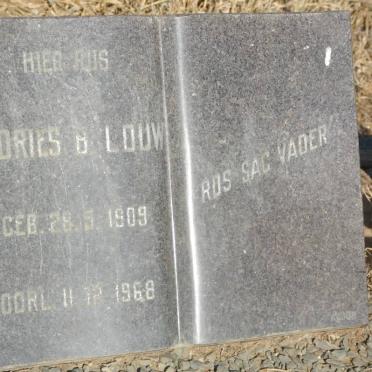 HIER RUS
DRIES B LOUW
GEB. 28.5.1909
OORL. 11.12.1968
RUS SAG VADER